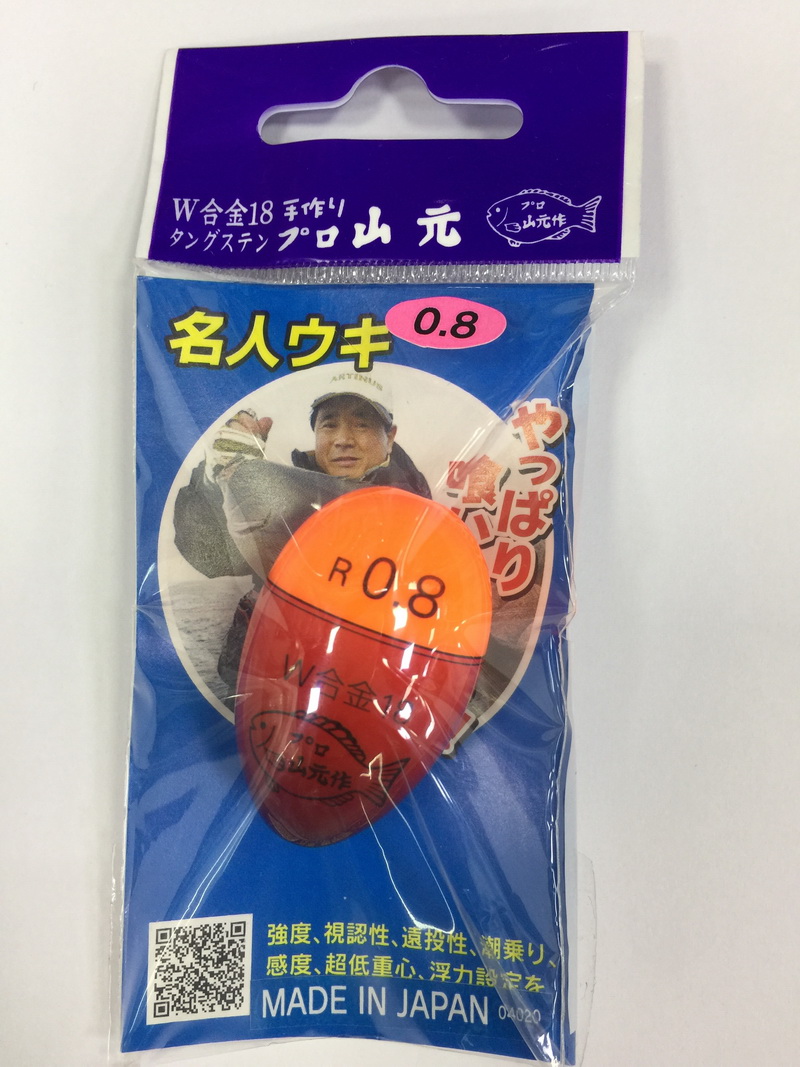 W合金18 手作り
タングステン プロ山元
プロ
山元作
名人ウキ 0.8
ARTINUS
やっぱり
喰い
R 0.8
W合金18
プロ
山元作
強度、視認性、遠投性、潮乗り、
感度、超低重心、浮力設定を
MADE IN JAPAN 04020